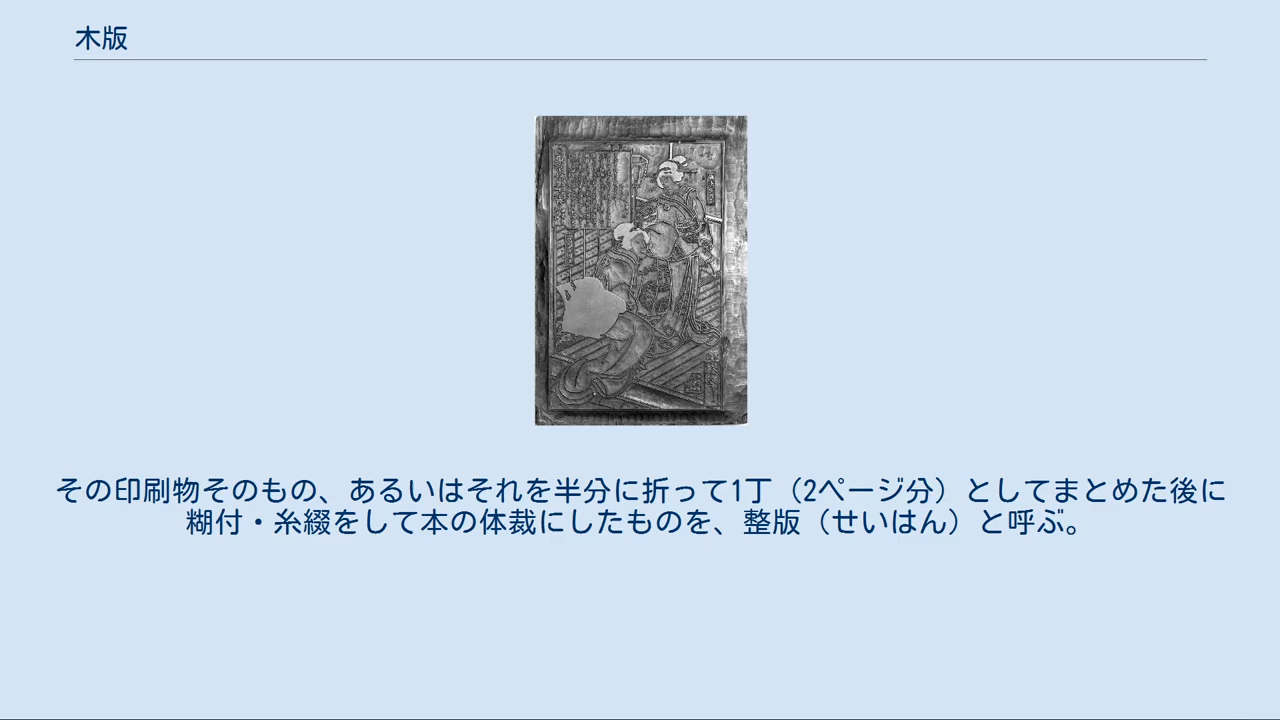 木版
その印刷物そのもの、あるいはそれを半分に折って1丁（2ページ分）としてまとめた後に
糊付・糸綴をして本の体裁にしたものを、整版（せいはん）と呼ぶ。